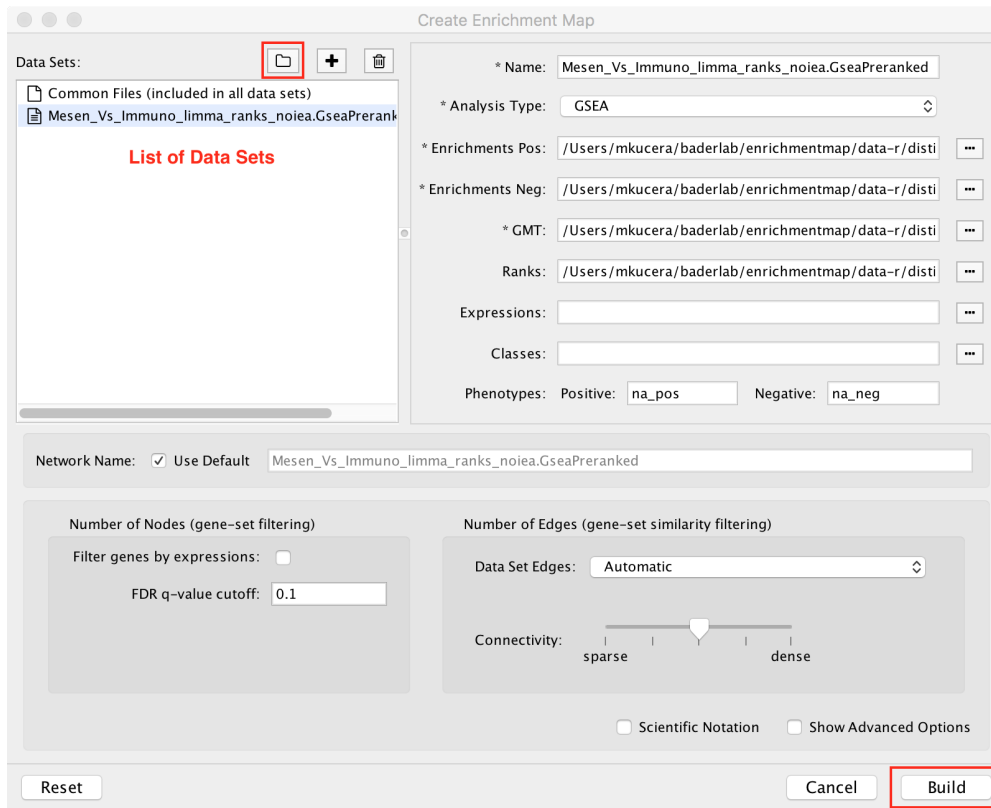 Create Enrichment Map
Data Sets:
Common Files (included in all data sets)
Mesen_Vs_Immuno_limma_ranks_noiea.GseaPrerank
List of Data Sets
* Name: Mesen_Vs_Immuno_limma_ranks_noiea.GseaPreranked
* Analysis Type: GSEA
* Enrichments Pos: /Users/mkucera/baderlab/enrichmentmap/data-r/disti ...
* Enrichments Neg: /Users/mkucera/baderlab/enrichmentmap/data-r/disti ...
* GMT: /Users/mkucera/baderlab/enrichmentmap/data-r/disti ...
Ranks: /Users/mkucera/baderlab/enrichmentmap/data-r/disti ...
Expressions: ...
Classes: ...
Phenotypes: Positive: na_pos Negative: na_neg
Network Name: Use Default Mesen_Vs_Immuno_limma_ranks_noiea.GseaPreranked
Number of Nodes (gene-set filtering)
Filter genes by expressions:
FDR q-value cutoff: 0.1
Number of Edges (gene-set similarity filtering)
Data Set Edges: Automatic
Connectivity:
sparse dense
Scientific Notation Show Advanced Options
Reset Cancel Build